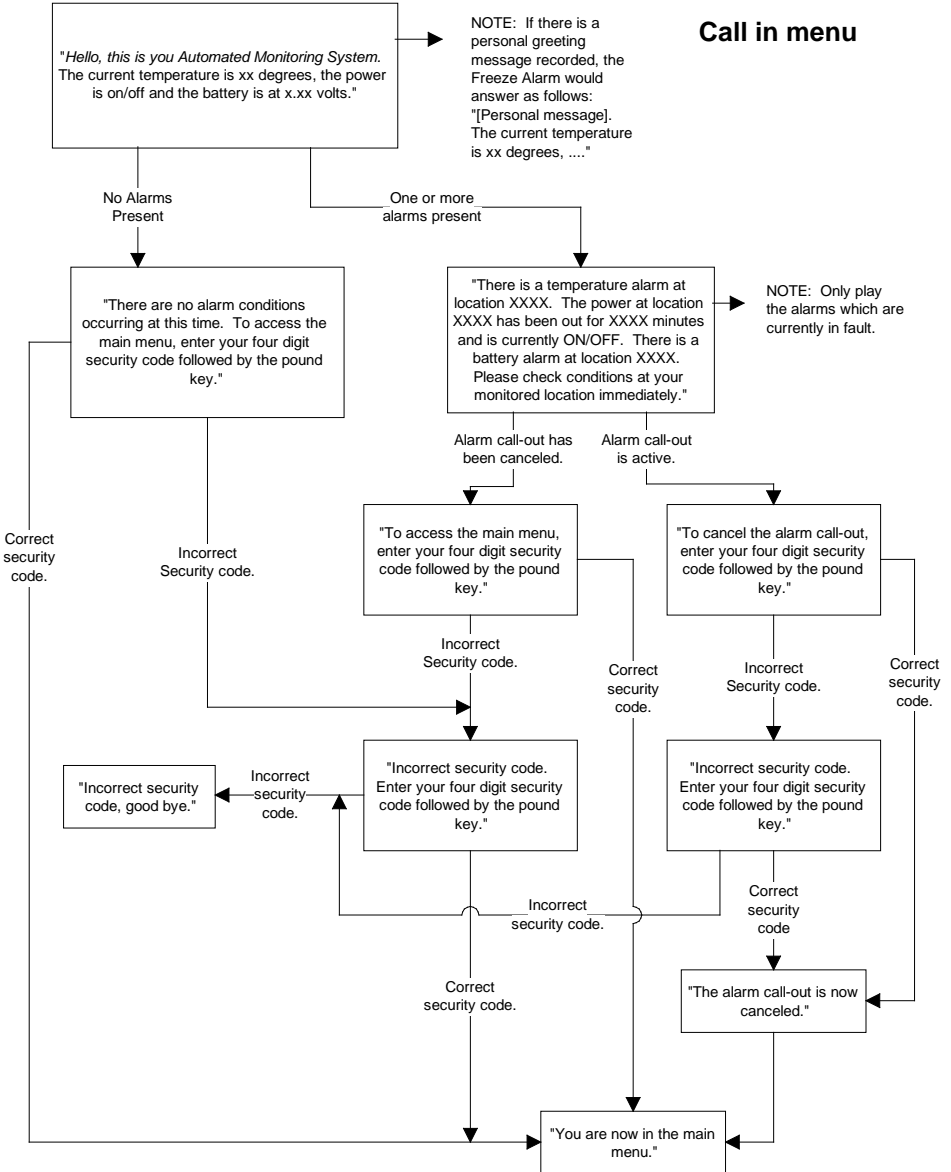 Call in menu
"Hello, this is you Automated Monitoring System.
The current temperature is xx degrees, the power
is on/off and the battery is at x.xx volts."
NOTE: If there is a
personal greeting
message recorded, the
Freeze Alarm would
answer as follows:
"[Personal message].
The current temperature
is xx degrees, ...."
No Alarms
Present
One or more
alarms present
"There are no alarm conditions
occurring at this time. To access the
main menu, enter your four digit
security code followed by the pound
key."
"There is a temperature alarm at
location XXXX. The power at location
XXXX has been out for XXXX minutes
and is currently ON/OFF. There is a
battery alarm at location XXXX.
Please check conditions at your
monitored location immediately."
NOTE: Only play
the alarms which are
currently in fault.
Alarm call-out has
been canceled.
Alarm call-out
is active.
Correct
security
code.
Incorrect
Security code.
"To access the main menu,
enter your four digit security
code followed by the pound
key."
"To cancel the alarm call-out,
enter your four digit security
code followed by the pound
key."
Incorrect
Security code.
Correct
security
code.
Incorrect
Security code.
Correct
security
code.
"Incorrect security
code, good bye."
Incorrect
security
code.
"Incorrect security code.
Enter your four digit security
code followed by the pound
key."
"Incorrect security code.
Enter your four digit security
code followed by the pound
key."
Incorrect
security code.
Correct
security
code
Correct
security code.
"The alarm call-out is now
canceled."
"You are now in the main
menu."